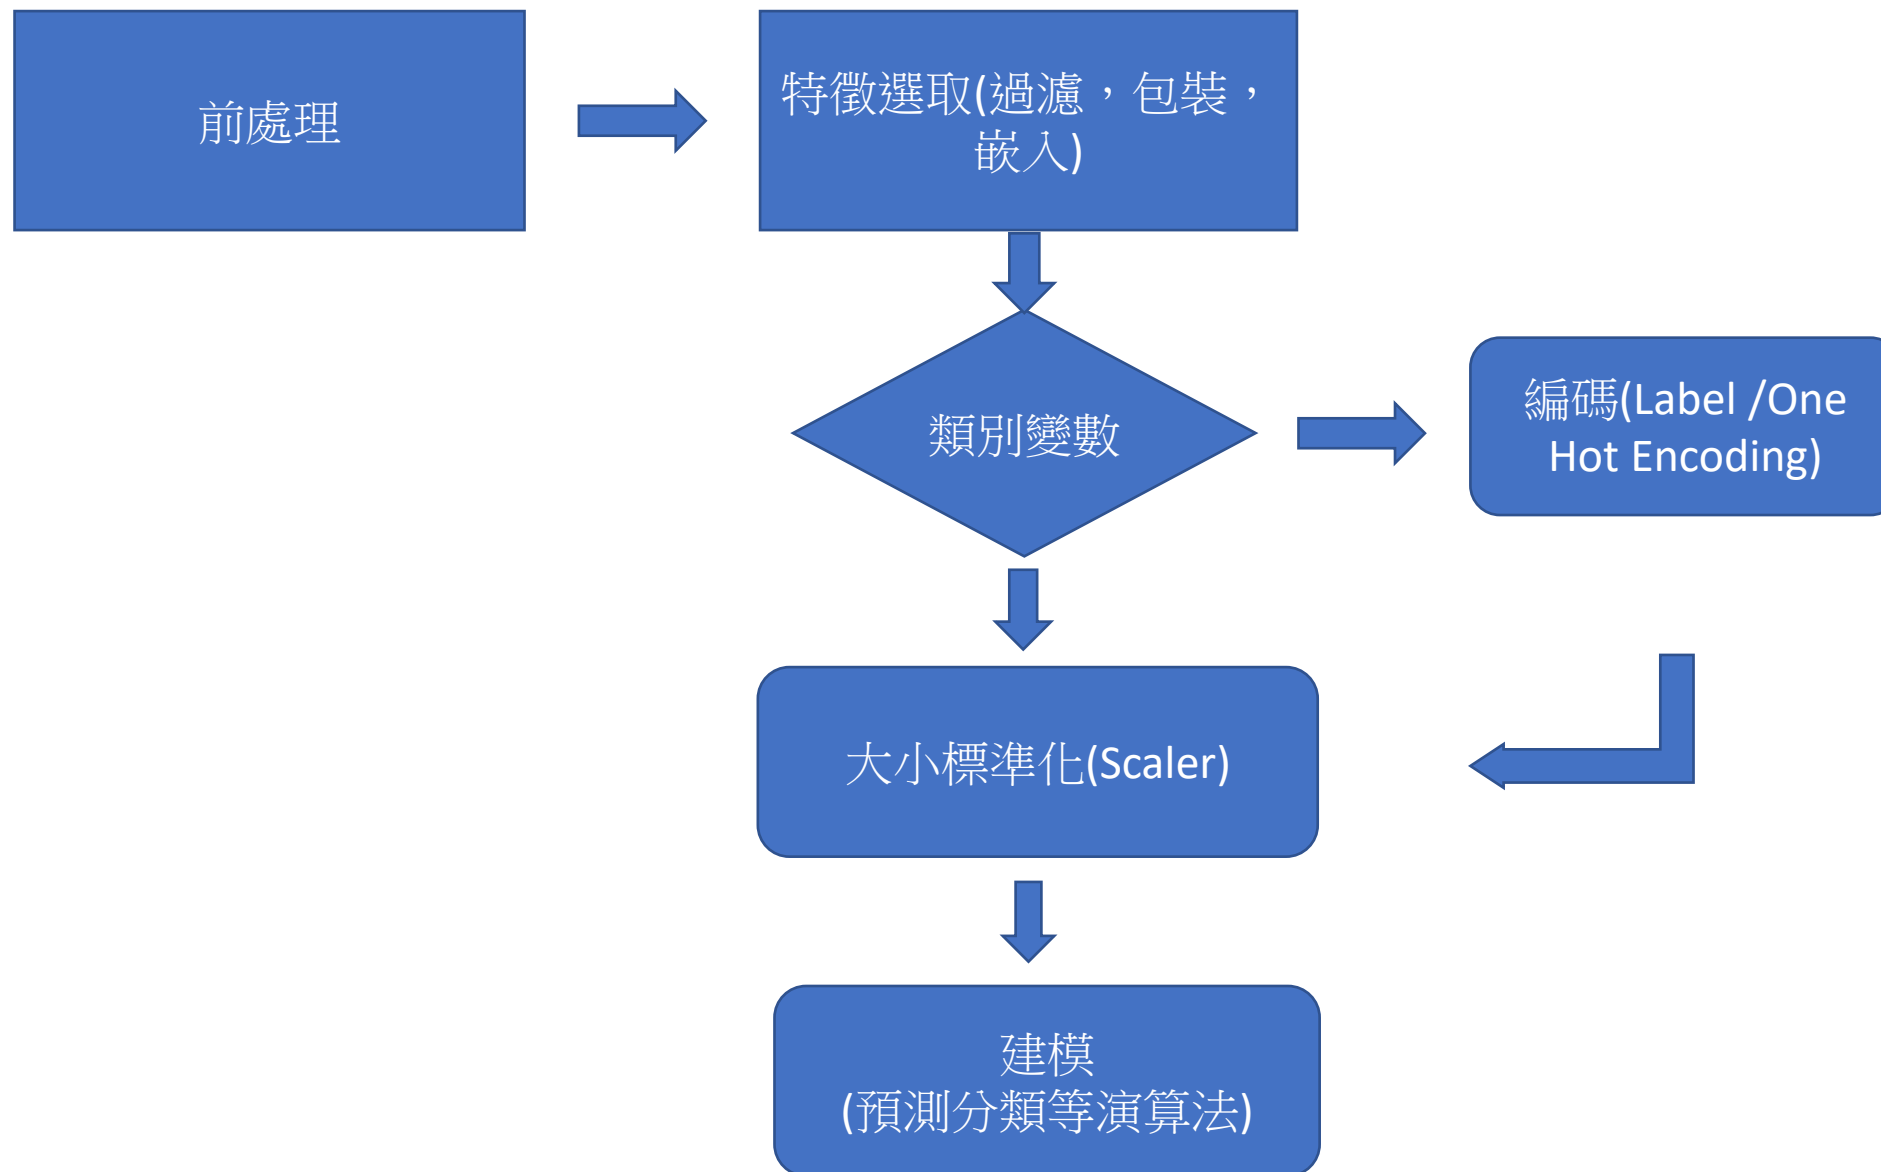 前處理
特徵選取(過濾，包裝，
嵌入)
類別變數
編碼(Label /One
Hot Encoding)
大小標準化(Scaler)
建模
(預測分類等演算法)